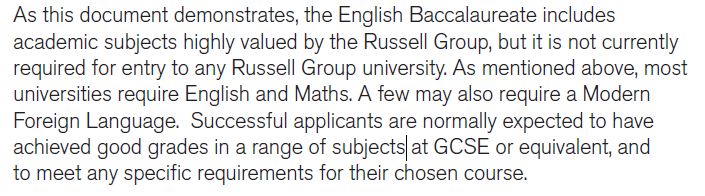 As this document demonstrates, the English Baccalaureate includes
academic subjects highly valued by the Russell Group, but it is not currently
required for entry to any Russell Group university. As mentioned above, most
universities require English and Maths. A few may also require a Modern
Foreign Language.  Successful applicants are normally expected to have
achieved good grades in a range of subjects at GCSE or equivalent, and
to meet any specific requirements for their chosen course.